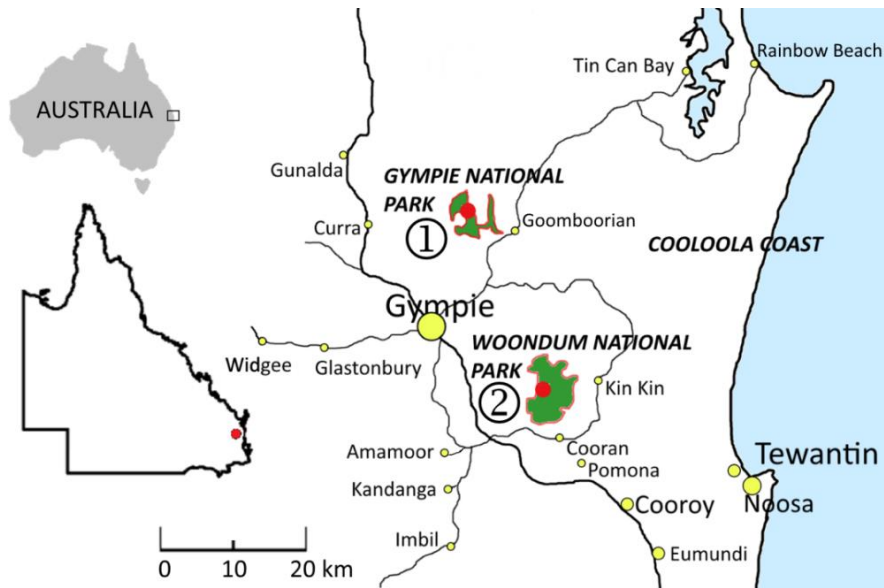 Rainbow Beach
Tin Can Bay
AUSTRALIA
Gunalda
GYMPIE NATIONAL
PARK
1
Curra
Goomboorian
COOLOOLA COAST
Gympie
WOONDUM NATIONAL
PARK
2
Widgee
Glastonbury
Kin Kin
Amamoor
Cooran
Pomona
Tewantin
Kandanga
Noosa
Cooroy
Imbil
Eumundi
0 10 20 km